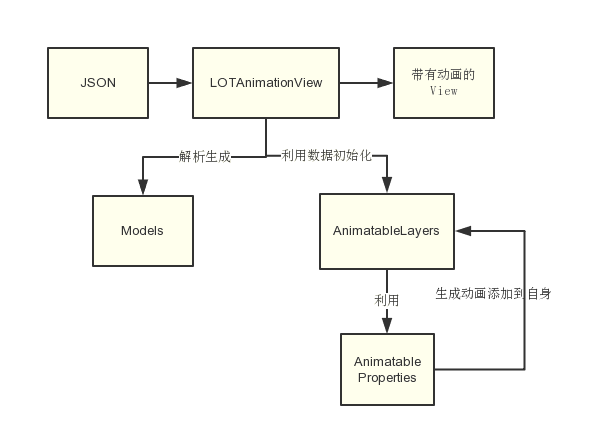 JSON
LOTAnimationView
带有动画的
View
解析生成
利用数据初始化
Models
AnimatableLayers
利用
生成动画添加到自身
Animatable
Properties